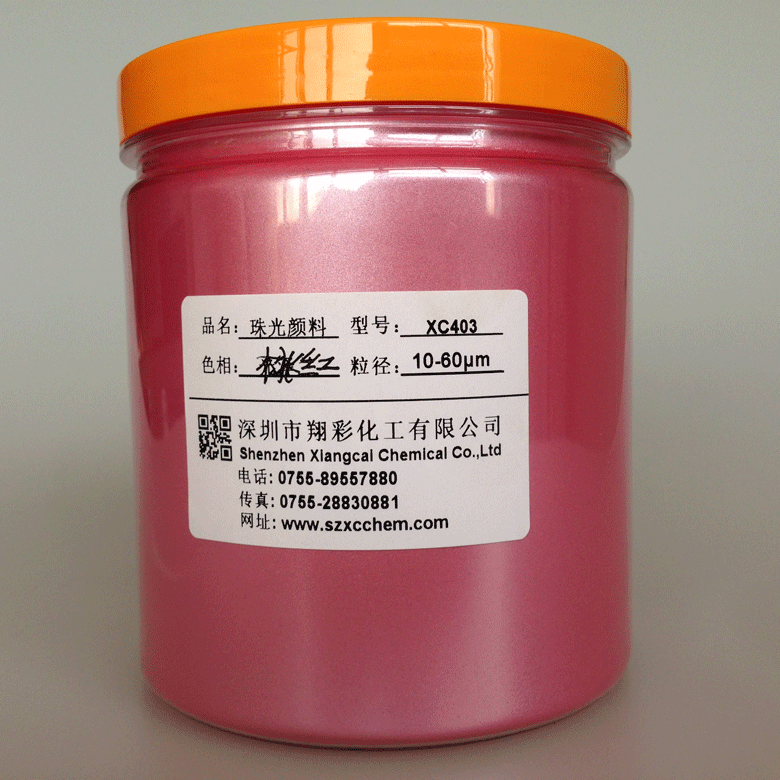 品名: 珠光颜料 型号: XC403
色相: 桃红 粒径: 10-60μm
深圳市翔彩化工有限公司
Shenzhen Xiangcai Chemical Co.,Ltd
电话: 0755-89557880
传真: 0755-28830881
网址: www.szxcchem.com